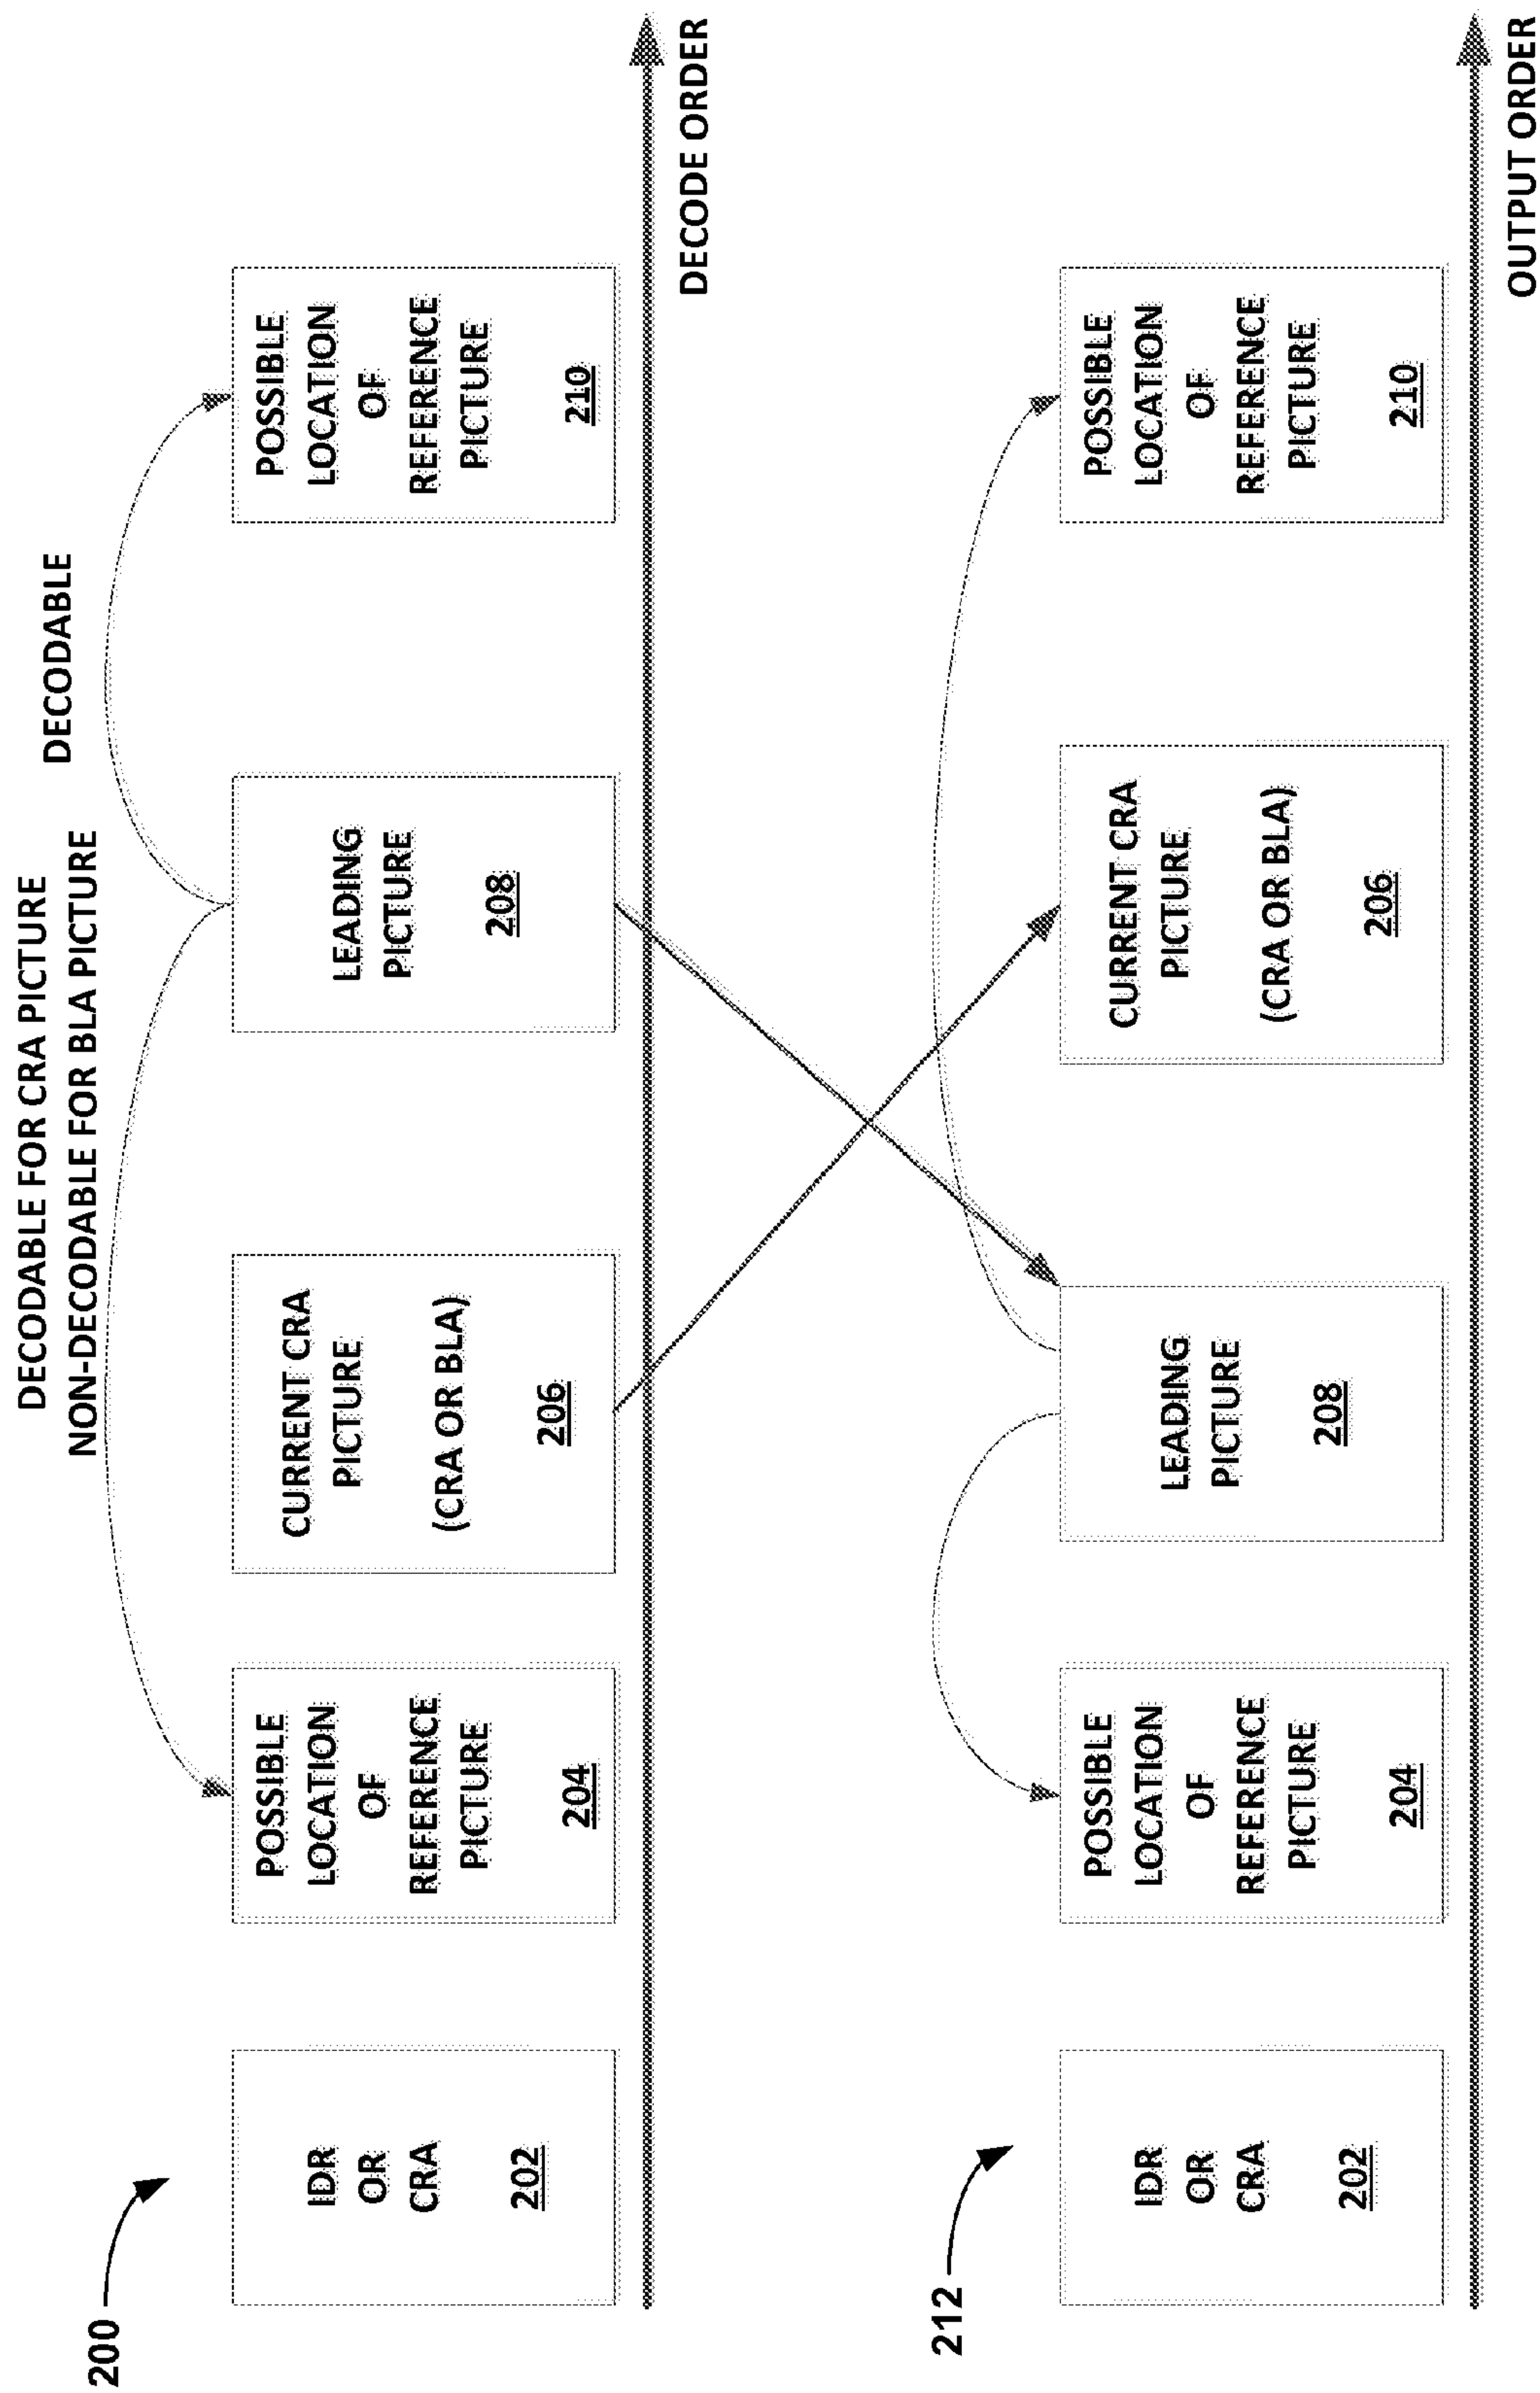 DECODABLE FOR CRA PICTURE
NON-DECODABLE FOR BLA PICTURE
DECODABLE
200
IDR
OR
CRA
202
POSSIBLE
LOCATION
OF
REFERENCE
PICTURE
204
CURRENT CRA
PICTURE
(CRA OR BLA)
206
LEADING
PICTURE
208
POSSIBLE
LOCATION
OF
REFERENCE
PICTURE
210
DECODE ORDER
212
IDR
OR
CRA
202
POSSIBLE
LOCATION
OF
REFERENCE
PICTURE
204
LEADING
PICTURE
208
CURRENT CRA
PICTURE
(CRA OR BLA)
206
POSSIBLE
LOCATION
OF
REFERENCE
PICTURE
210
OUTPUT ORDER